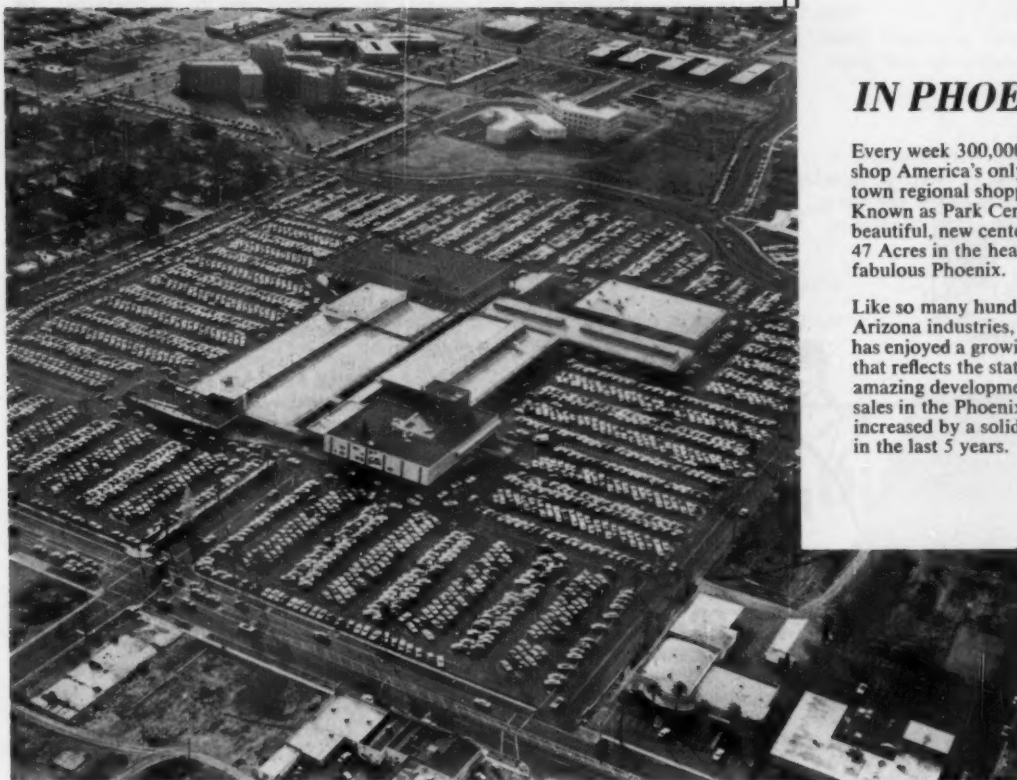 IN PHOE
Every week 300,000
shop America's only
town regional shopp
Known as Park Cen
beautiful, new cente
47 Acres in the hea
fabulous Phoenix.
Like so many hund
Arizona industries,
has enjoyed a growi
that reflects the stat
amazing developme
sales in the Phoenix
increased by a solid
in the last 5 years.